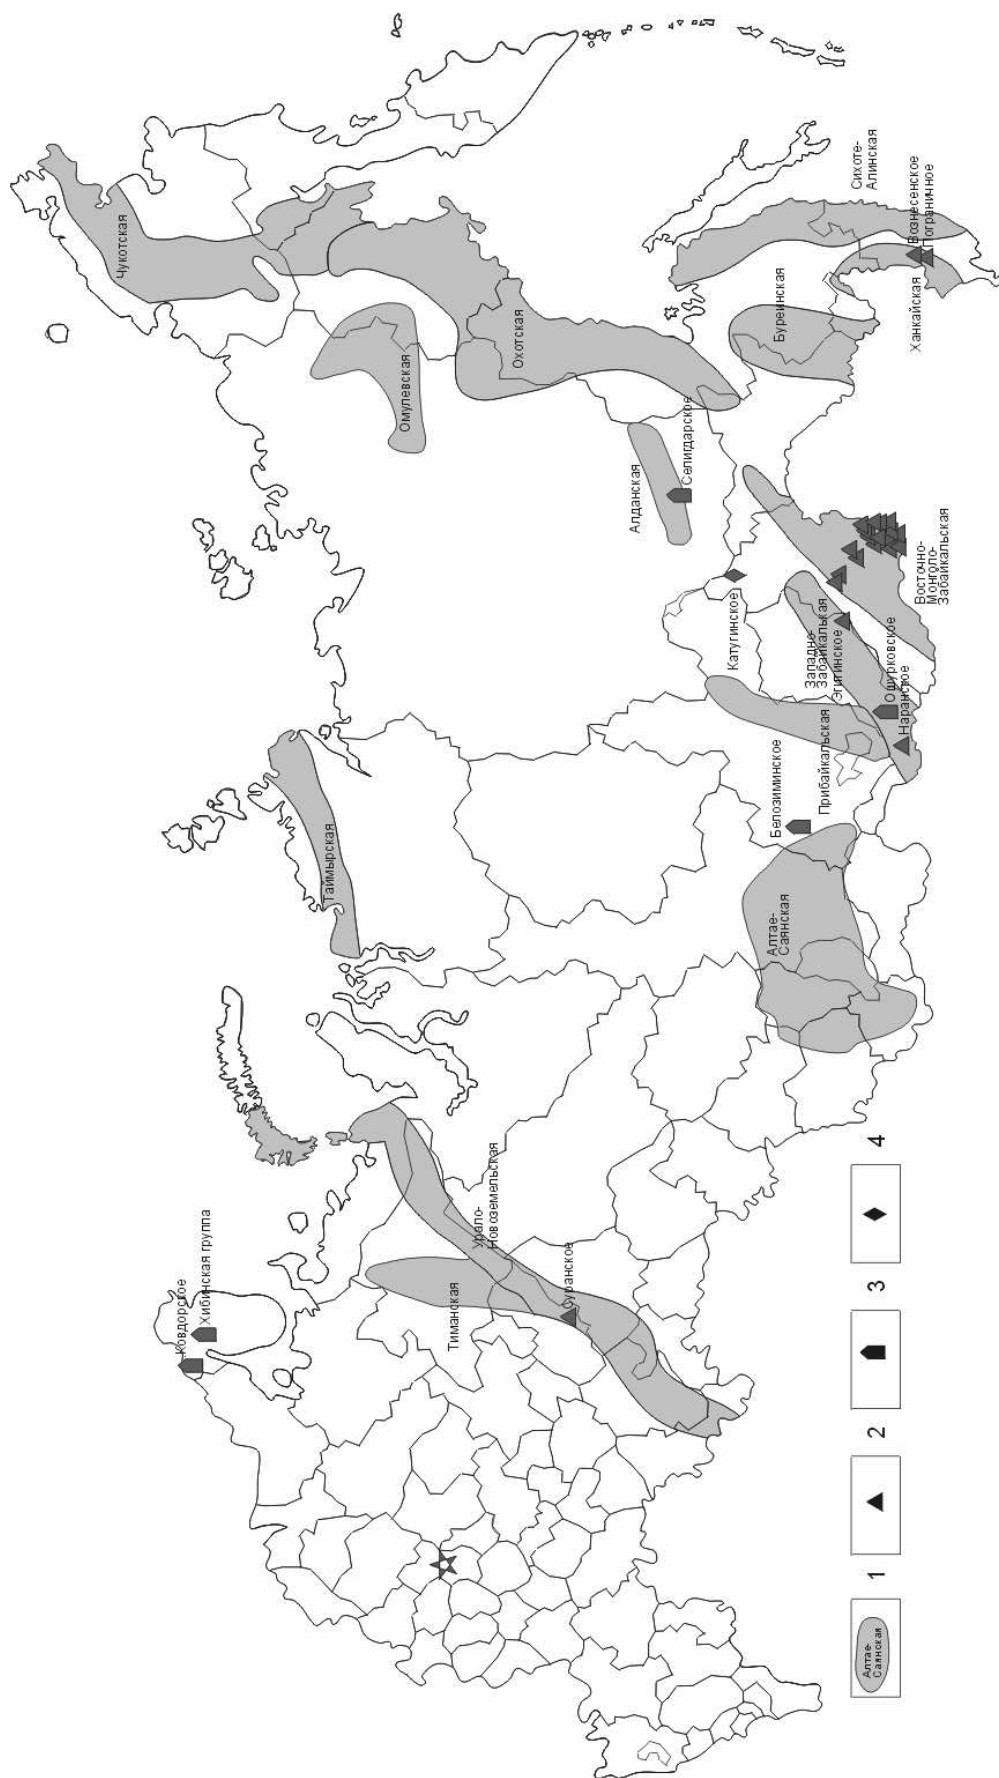 Ковдорское
Хибинская группа
Тиманская
Урало-
Новоземельская
Суранское
Таймырская
Алтае-
Саянская
Белозиминское
Прибайкальская
Западно-
Забайкалькая
Эгитинское
Ошурковское
Наранское
Катугинское
Восточно-
Монголо-
Забайкальская
Алданская
Селигдарское
Омулевская
Охотская
Чукотская
Буреинская
Ханкайская
Сихоте-
Алинская
Вознесенское
Пограничное
Алтае-
Саянская
1
2
3
4